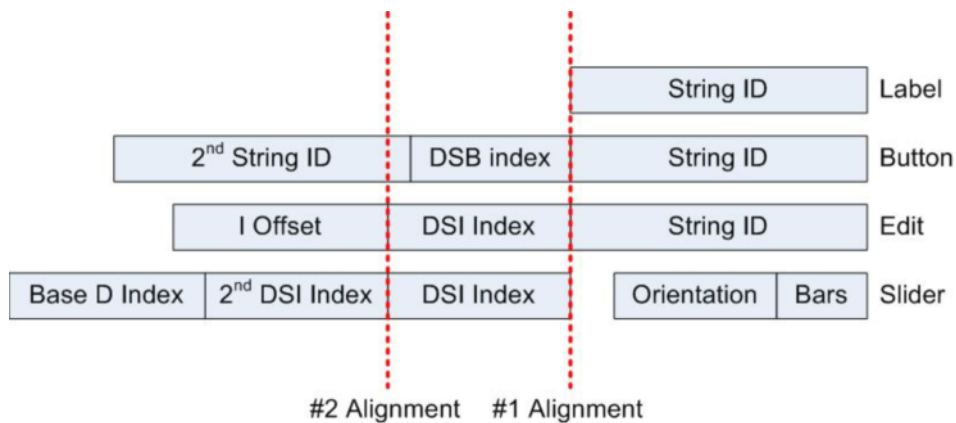 String ID Label
2nd String ID DSB index String ID Button
I Offset DSI Index String ID Edit
Base D Index 2nd DSI Index DSI Index Orientation Bars Slider
#2 Alignment #1 Alignment